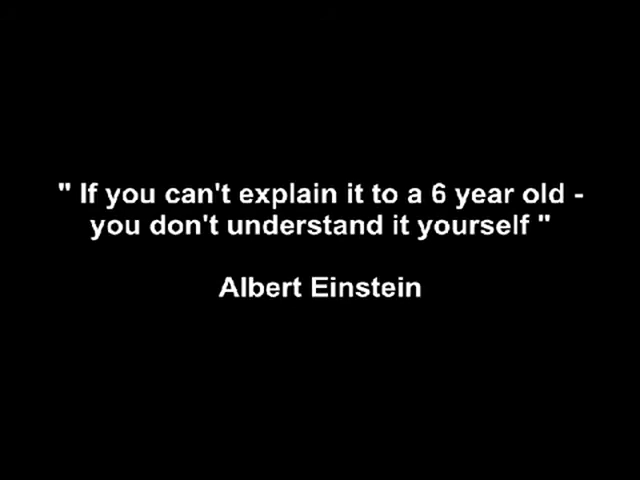 " If you can't explain it to a 6 year old -
you don't understand it yourself "
Albert Einstein